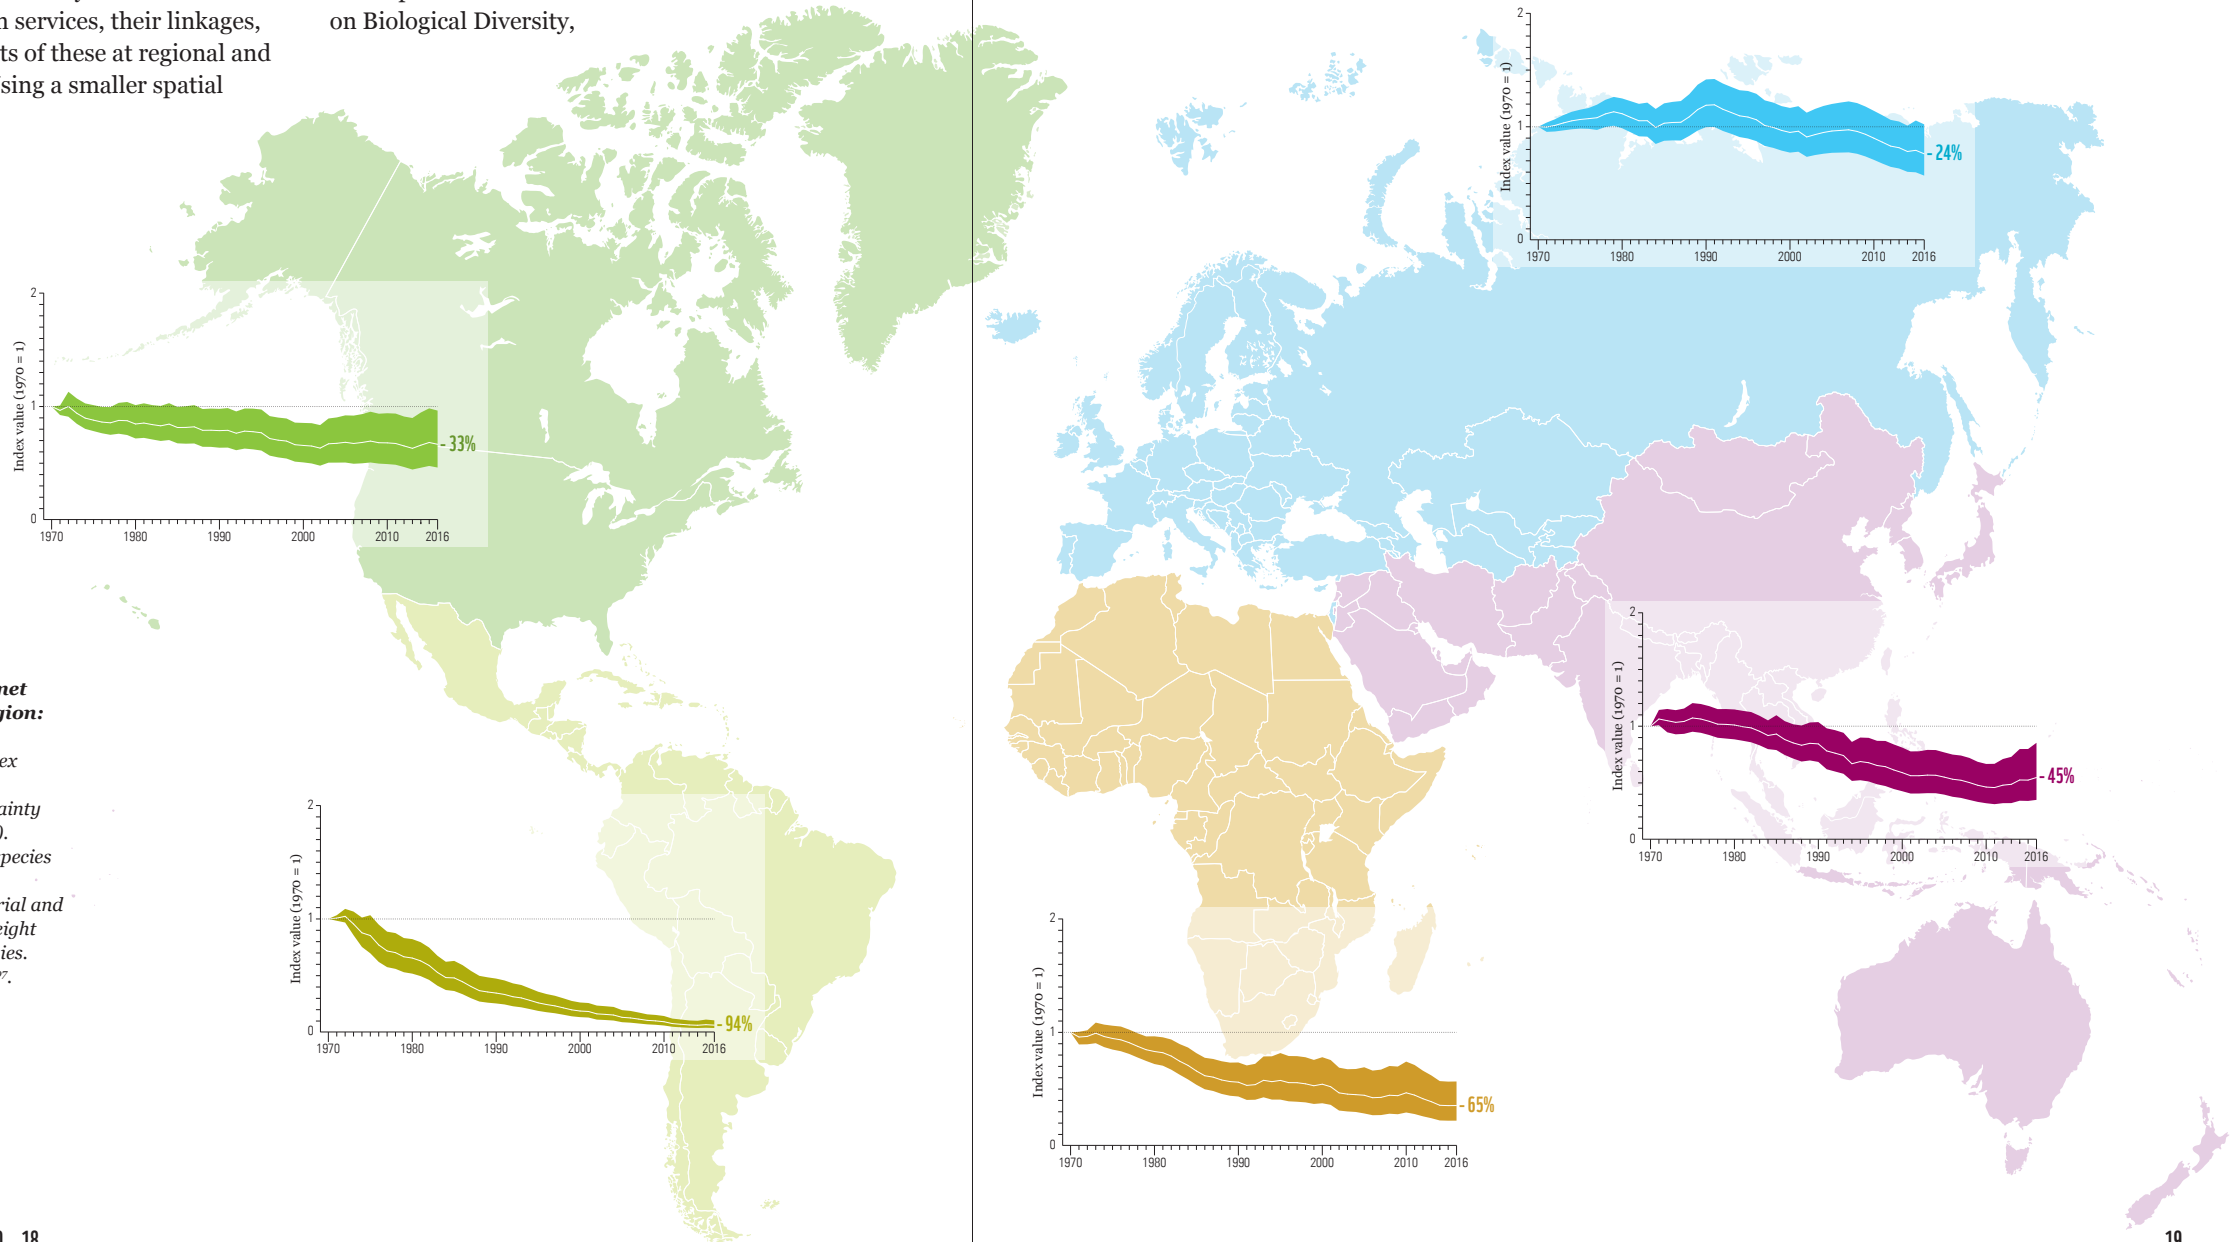 n services, their linkages,
ts of these at regional and
sing a smaller spatial
on Biological Diversity,
Index value (1970 = 1)
2
1
0
1970 1980 1990 2000 2010 2016
- 24%
Index value (1970 = 1)
2
1
0
1970 1980 1990 2000 2010 2016
- 33%
net
gion:
ex
ainty
).
pecies
rial and
eight
ies.
97.
Index value (1970 = 1)
2
1
0
1970 1980 1990 2000 2010 2016
- 94%
Index value (1970 = 1)
2
1
0
1970 1980 1990 2000 2010 2016
- 45%
Index value (1970 = 1)
2
1
0
1970 1980 1990 2000 2010 2016
- 65%
18
19